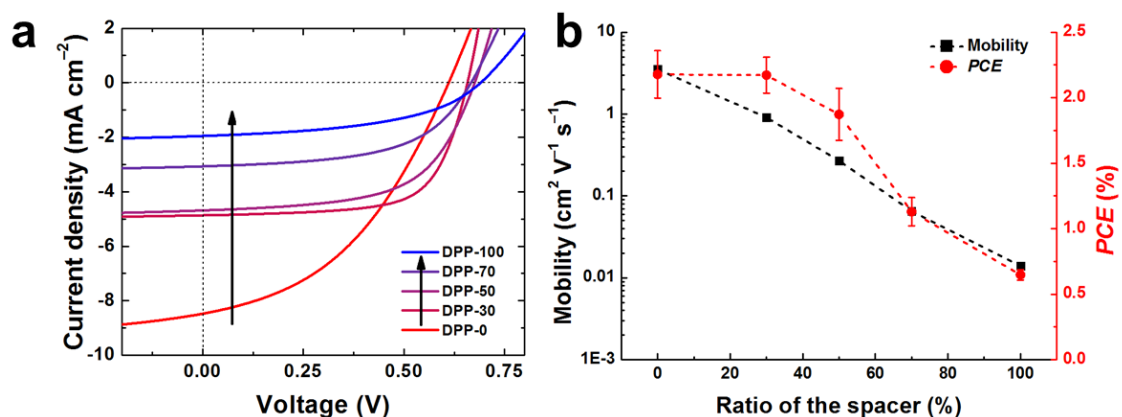 a
Current density (mA cm⁻²)
2
0
-2
-4
-6
-8
-10
0.00
0.25
0.50
0.75
Voltage (V)
DPP-100
DPP-70
DPP-50
DPP-30
DPP-0
b
Mobility (cm² V⁻¹ s⁻¹)
10
1
0.1
0.01
1E-3
0
20
40
60
80
100
Ratio of the spacer (%)
Mobility
PCE
2.5
2.0
1.5
1.0
0.5
0.0
PCE (%)